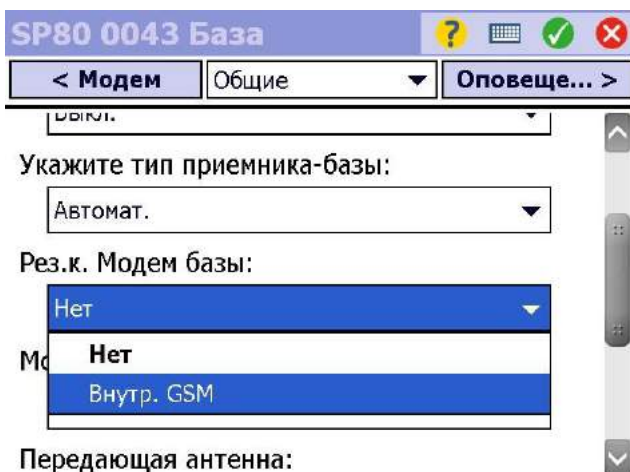 SP80 0043 База
?
< Модем
Общие
Оповеще... >
Выкл.
Укажите тип приемника-базы:
Автомат.
Рез.к. Модем базы:
Нет
Нет
Внутр. GSM
Передающая антенна: